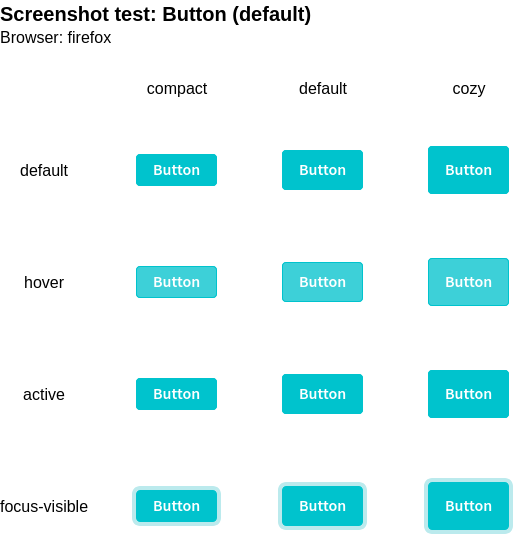 Screenshot test: Button (default)
Browser: firefox
compact default cozy
default Button Button Button
hover Button Button Button
active Button Button Button
focus-visible Button Button Button